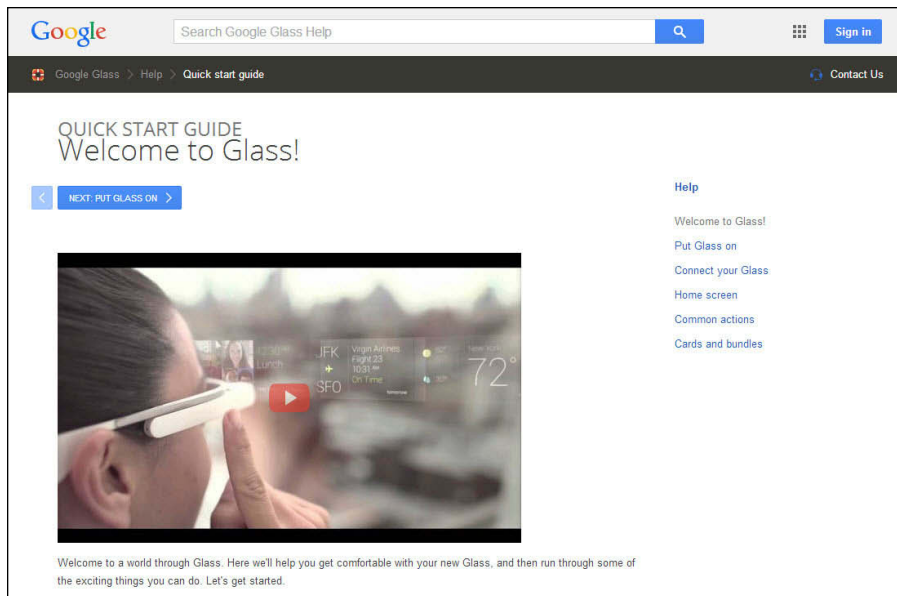 Google
Search Google Glass Help
Sign in
Google Glass > Help > Quick start guide
Contact Us
QUICK START GUIDE
Welcome to Glass!
NEXT: PUT GLASS ON
Help
Welcome to Glass!
Put Glass on
Connect your Glass
Home screen
Common actions
Cards and bundles
Lunch
JFK
SFO
Virgin Airlines
Flight 23
10:31
On Time
tomorrow
New York
72°
Welcome to a world through Glass. Here we'll help you get comfortable with your new Glass, and then run through some of
the exciting things you can do. Let's get started.